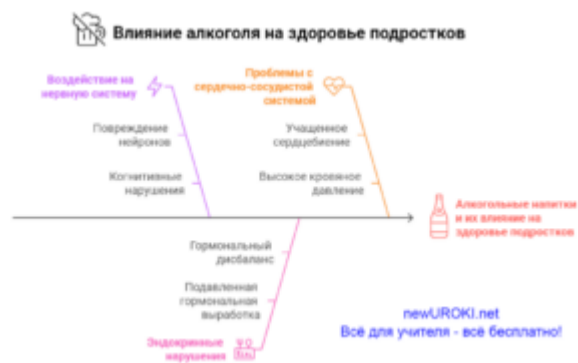 Влияние алкоголя на здоровье подростков
Воздействие на
нервную систему
Повреждение
нейронов
Когнитивные
нарушения
Проблемы с
сердечно-сосудистой
системой
Учащенное
сердцебиение
Высокое кровяное
давление
Алкогольные напитки
и их влияние на
здоровье подростков
Гормональный
дисбаланс
Подавленная
гормональная
выработка
Эндокринные
нарушения
newUROKI.net
Всё для учителя - всё бесплатно!